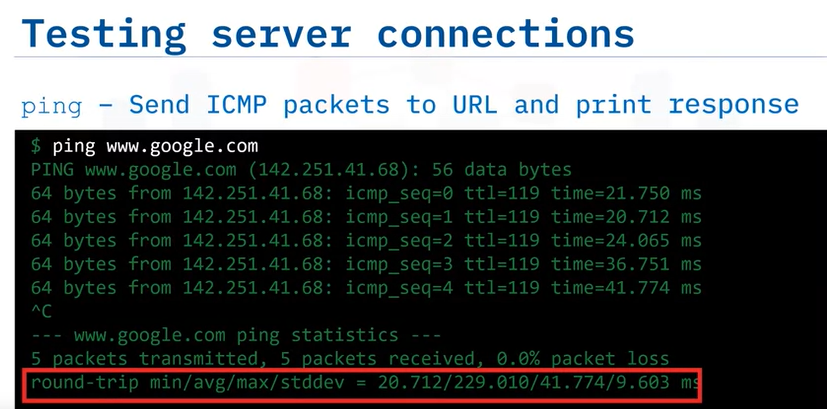 Testing server connections
ping – Send ICMP packets to URL and print response
$ ping www.google.com
PING www.google.com (142.251.41.68): 56 data bytes
64 bytes from 142.251.41.68: icmp_seq=0 ttl=119 time=21.750 ms
64 bytes from 142.251.41.68: icmp_seq=1 ttl=119 time=20.712 ms
64 bytes from 142.251.41.68: icmp_seq=2 ttl=119 time=24.065 ms
64 bytes from 142.251.41.68: icmp_seq=3 ttl=119 time=36.751 ms
64 bytes from 142.251.41.68: icmp_seq=4 ttl=119 time=41.774 ms
^C
--- www.google.com ping statistics ---
5 packets transmitted, 5 packets received, 0.0% packet loss
round-trip min/avg/max/stddev = 20.712/229.010/41.774/9.603 ms